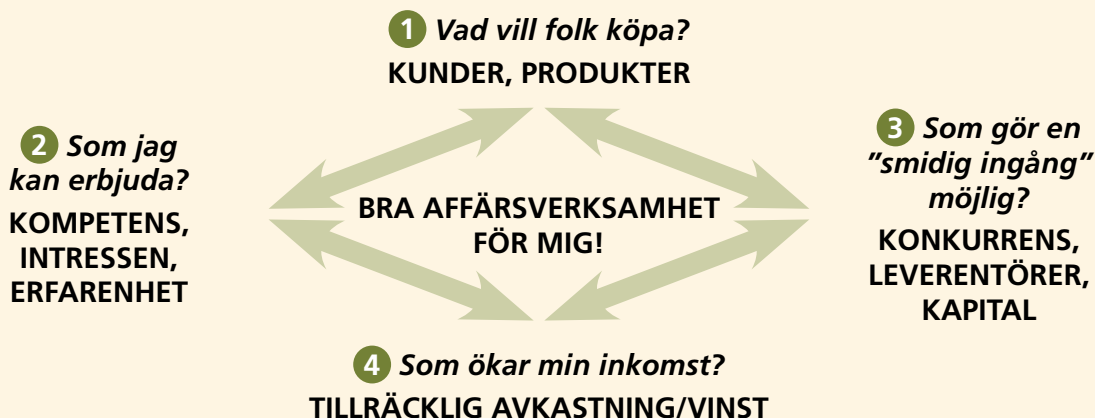 1 Vad vill folk köpa?
KUNDER, PRODUKTER
2 Som jag
kan erbjuda?
KOMPETENS,
INTRESSEN,
ERFARENHET
BRA AFFÄRSVERKSAMHET
FÖR MIG!
3 Som gör en
”smidig ingång”
möjlig?
KONKURRENS,
LEVERENTÖRER,
KAPITAL
4 Som ökar min inkomst?
TILLRÄCKLIG AVKASTNING/VINST